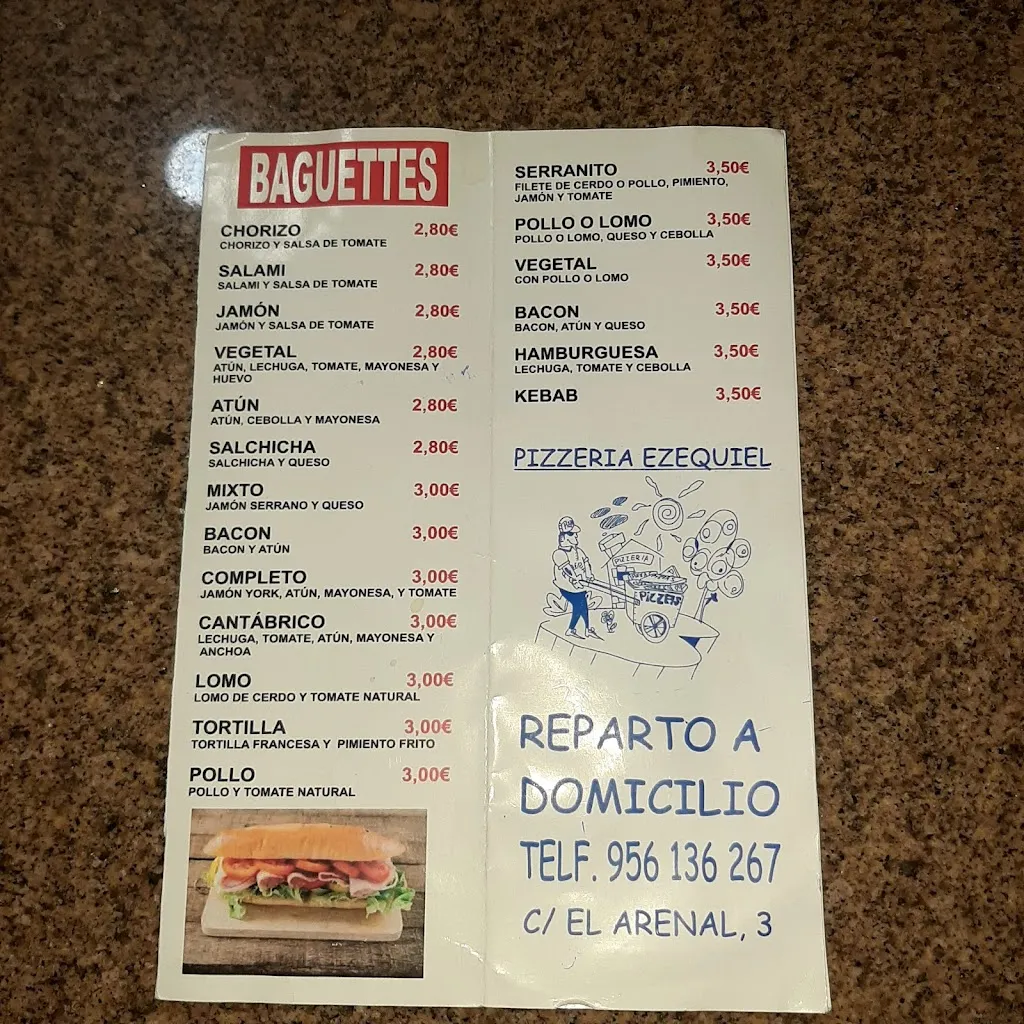 BAGUETTES
CHORIZO 2,80€
CHORIZO Y SALSA DE TOMATE
SALAMI 2,80€
SALAMI Y SALSA DE TOMATE
JAMÓN 2,80€
JAMÓN Y SALSA DE TOMATE
VEGETAL 2,80€
ATÚN, LECHUGA, TOMATE, MAYONESA Y
HUEVO
ATÚN 2,80€
ATÚN, CEBOLLA Y MAYONESA
SALCHICHA 2,80€
SALCHICHA Y QUESO
MIXTO 3,00€
JAMÓN SERRANO Y QUESO
BACON 3,00€
BACON Y ATÚN
COMPLETO 3,00€
JAMÓN YORK, ATÚN, MAYONESA, Y TOMATE
CANTÁBRICO 3,00€
LECHUGA, TOMATE, ATÚN, MAYONESA Y
ANCHOA
LOMO 3,00€
LOMO DE CERDO Y TOMATE NATURAL
TORTILLA 3,00€
TORTILLA FRANCESA Y PIMIENTO FRITO
POLLO 3,00€
POLLO Y TOMATE NATURAL
SERRANITO 3,50€
FILETE DE CERDO O POLLO, PIMIENTO,
JAMÓN Y TOMATE
POLLO O LOMO 3,50€
POLLO O LOMO, QUESO Y CEBOLLA
VEGETAL 3,50€
CON POLLO O LOMO
BACON 3,50€
BACON, ATÚN Y QUESO
HAMBURGUESA 3,50€
LECHUGA, TOMATE Y CEBOLLA
KEBAB 3,50€
PIZZERIA EZEQUIEL
PIZZERIA
PIZZERS
REPARTO A
DOMICILIO
TELF. 956 136 267
C/ EL ARENAL, 3